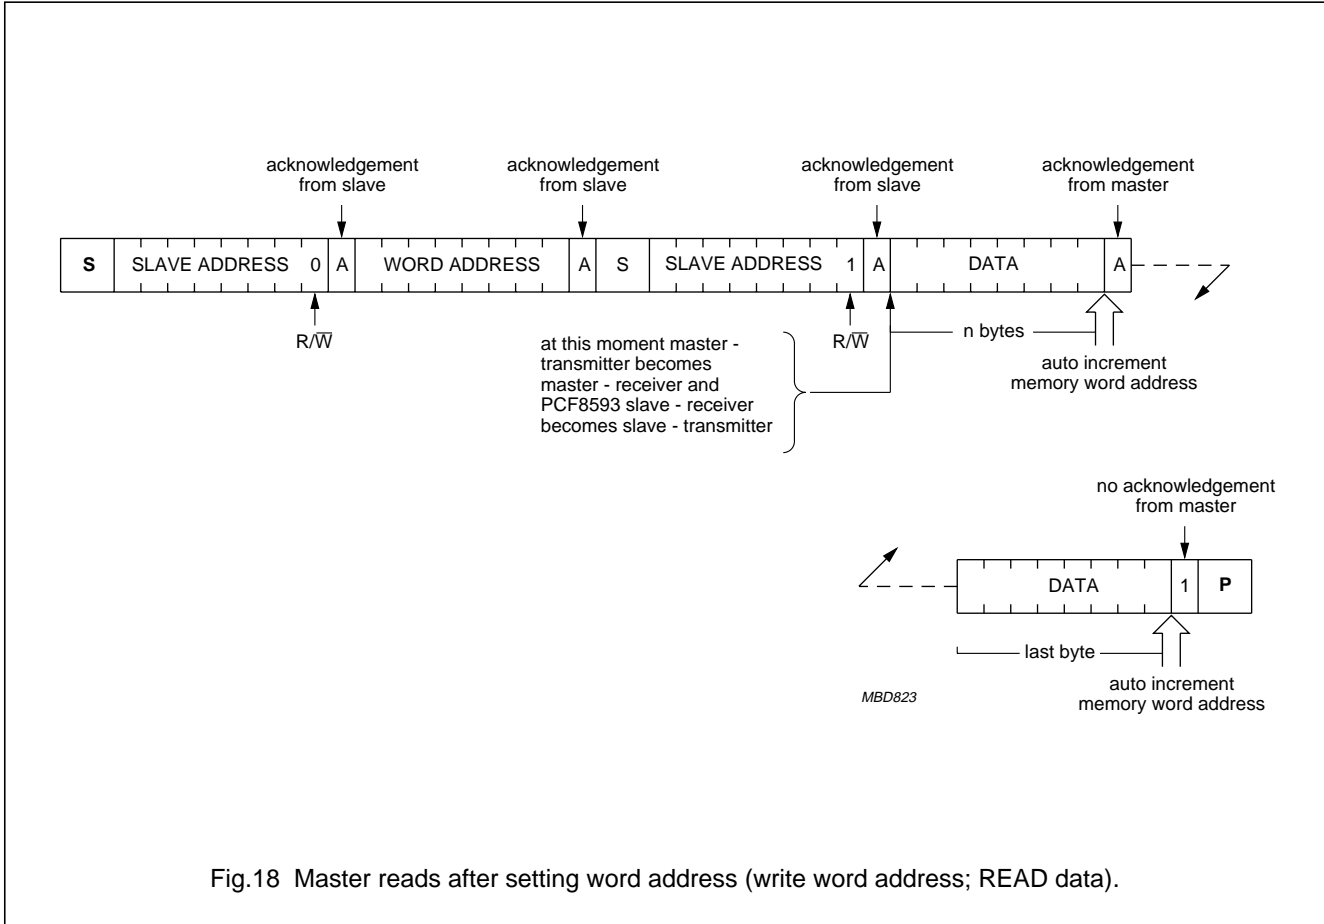 acknowledgement
from slave
acknowledgement
from slave
acknowledgement
from slave
acknowledgement
from master
S SLAVE ADDRESS 0 A WORD ADDRESS A S SLAVE ADDRESS 1 A DATA A
R/W̅
at this moment master -
transmitter becomes
master - receiver and
PCF8593 slave - receiver
becomes slave - transmitter
R/W̅
n bytes
auto increment
memory word address
no acknowledgement
from master
DATA 1 P
last byte
auto increment
memory word address
MBD823
Fig.18 Master reads after setting word address (write word address; READ data).